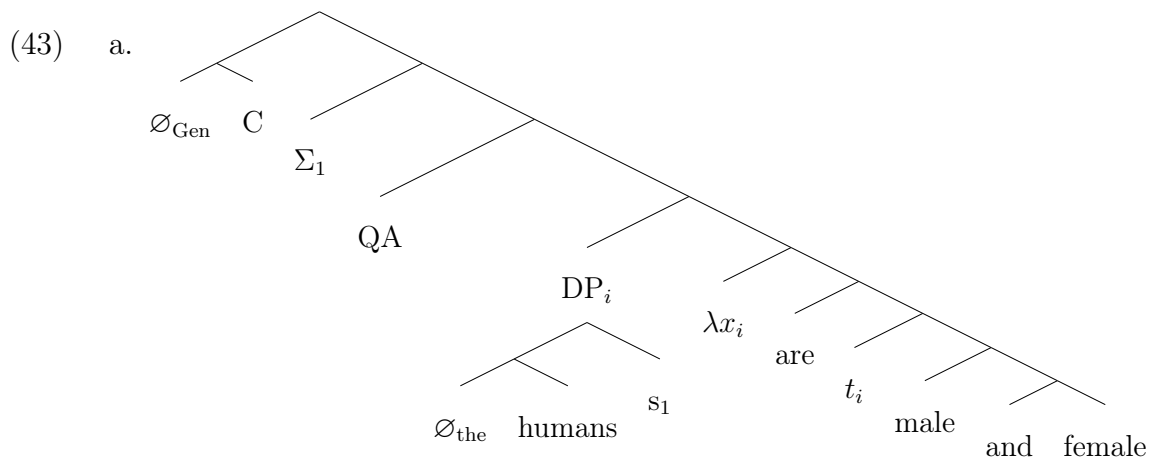 (43) a.
∅Gen C
Σ1
QA
DPi
λxi
are
ti
male
and female
∅the humans
s1